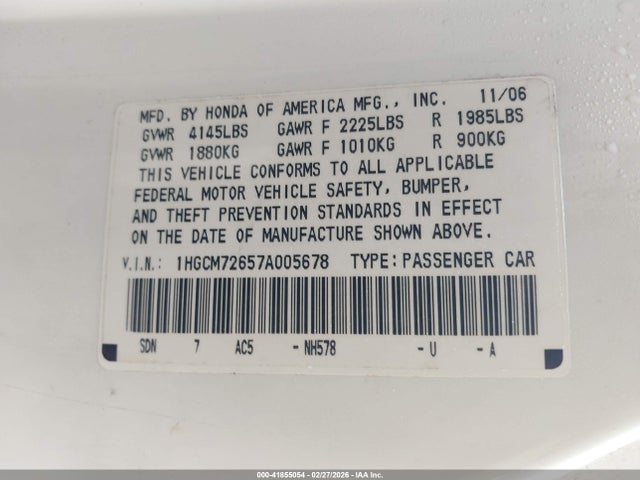 MFD. BY HONDA OF AMERICA MFG., INC. 11/06
GVWR 4145LBS GAWR F 2225LBS R 1985LBS
GVWR 1880KG GAWR F 1010KG R 900KG
THIS VEHICLE CONFORMS TO ALL APPLICABLE
FEDERAL MOTOR VEHICLE SAFETY, BUMPER,
AND THEFT PREVENTION STANDARDS IN EFFECT
ON THE DATE OF MANUFACTURE SHOWN ABOVE.
V.I.N.: 1HGCM72657A005678 TYPE:PASSENGER CAR
SDN 7 AC5 - NH578 - U - A
000-41855054 | 02/27/2026 - IAA Inc.